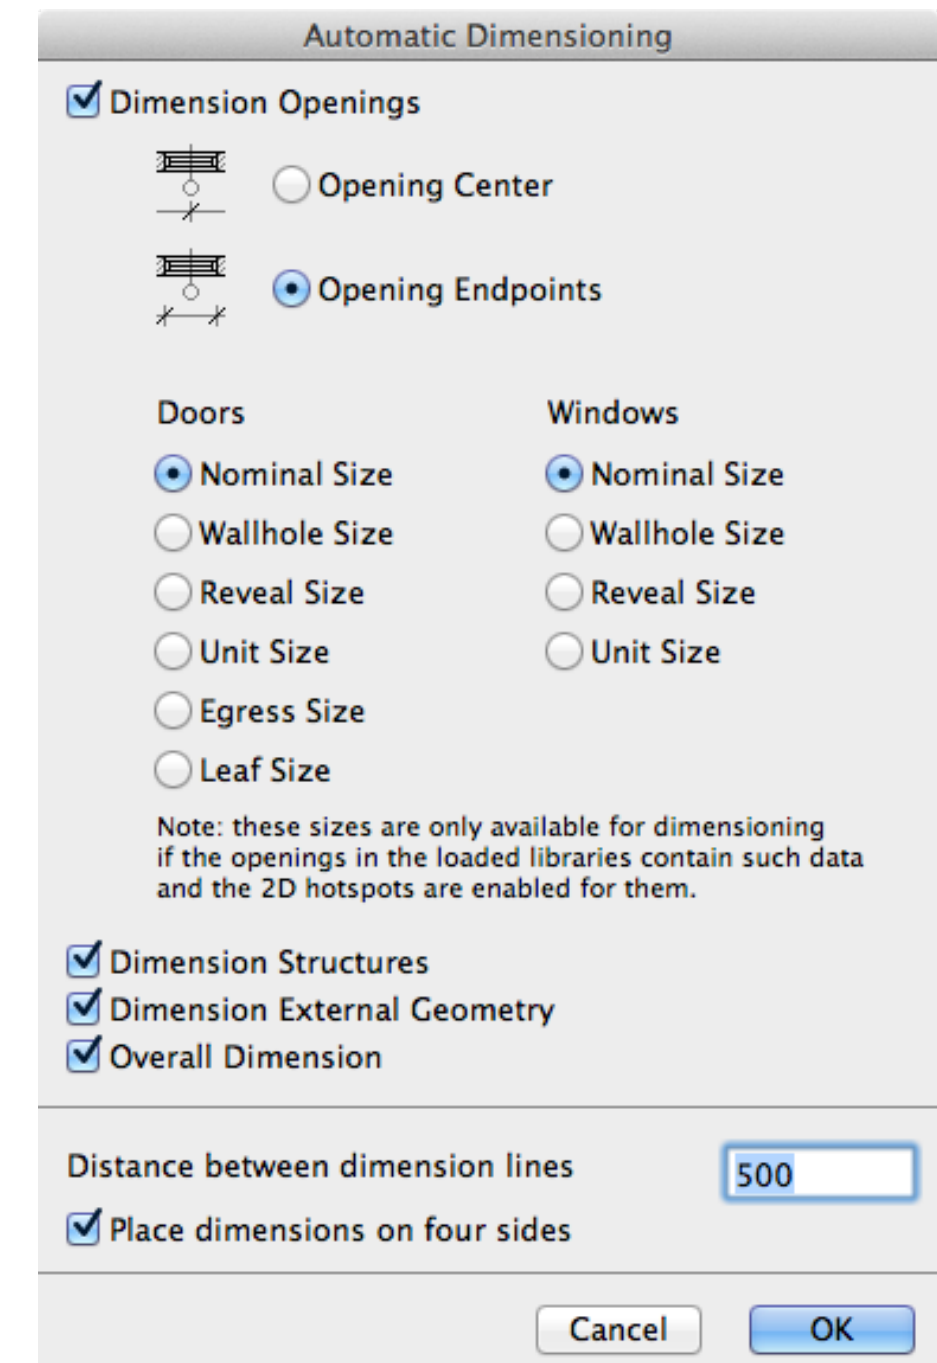 Automatic Dimensioning
Dimension Openings
Opening Center
Opening Endpoints
Doors
Nominal Size
Wallhole Size
Reveal Size
Unit Size
Egress Size
Leaf Size
Windows
Nominal Size
Wallhole Size
Reveal Size
Unit Size
Note: these sizes are only available for dimensioning
if the openings in the loaded libraries contain such data
and the 2D hotspots are enabled for them.
Dimension Structures
Dimension External Geometry
Overall Dimension
Distance between dimension lines
500
Place dimensions on four sides
Cancel
OK